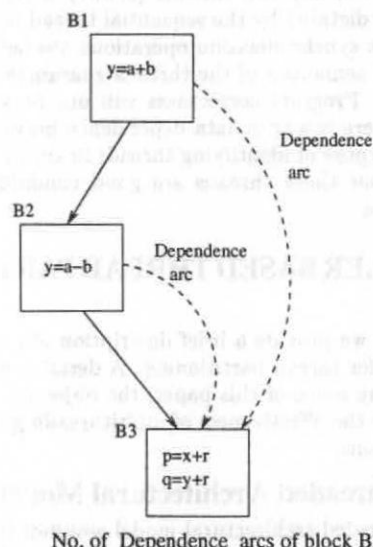 B1
y=a+b
Dependence
arc
B2
y=a-b
Dependence
arc
B3
p=x+r
q=y+r
No. of Dependence arcs of block B